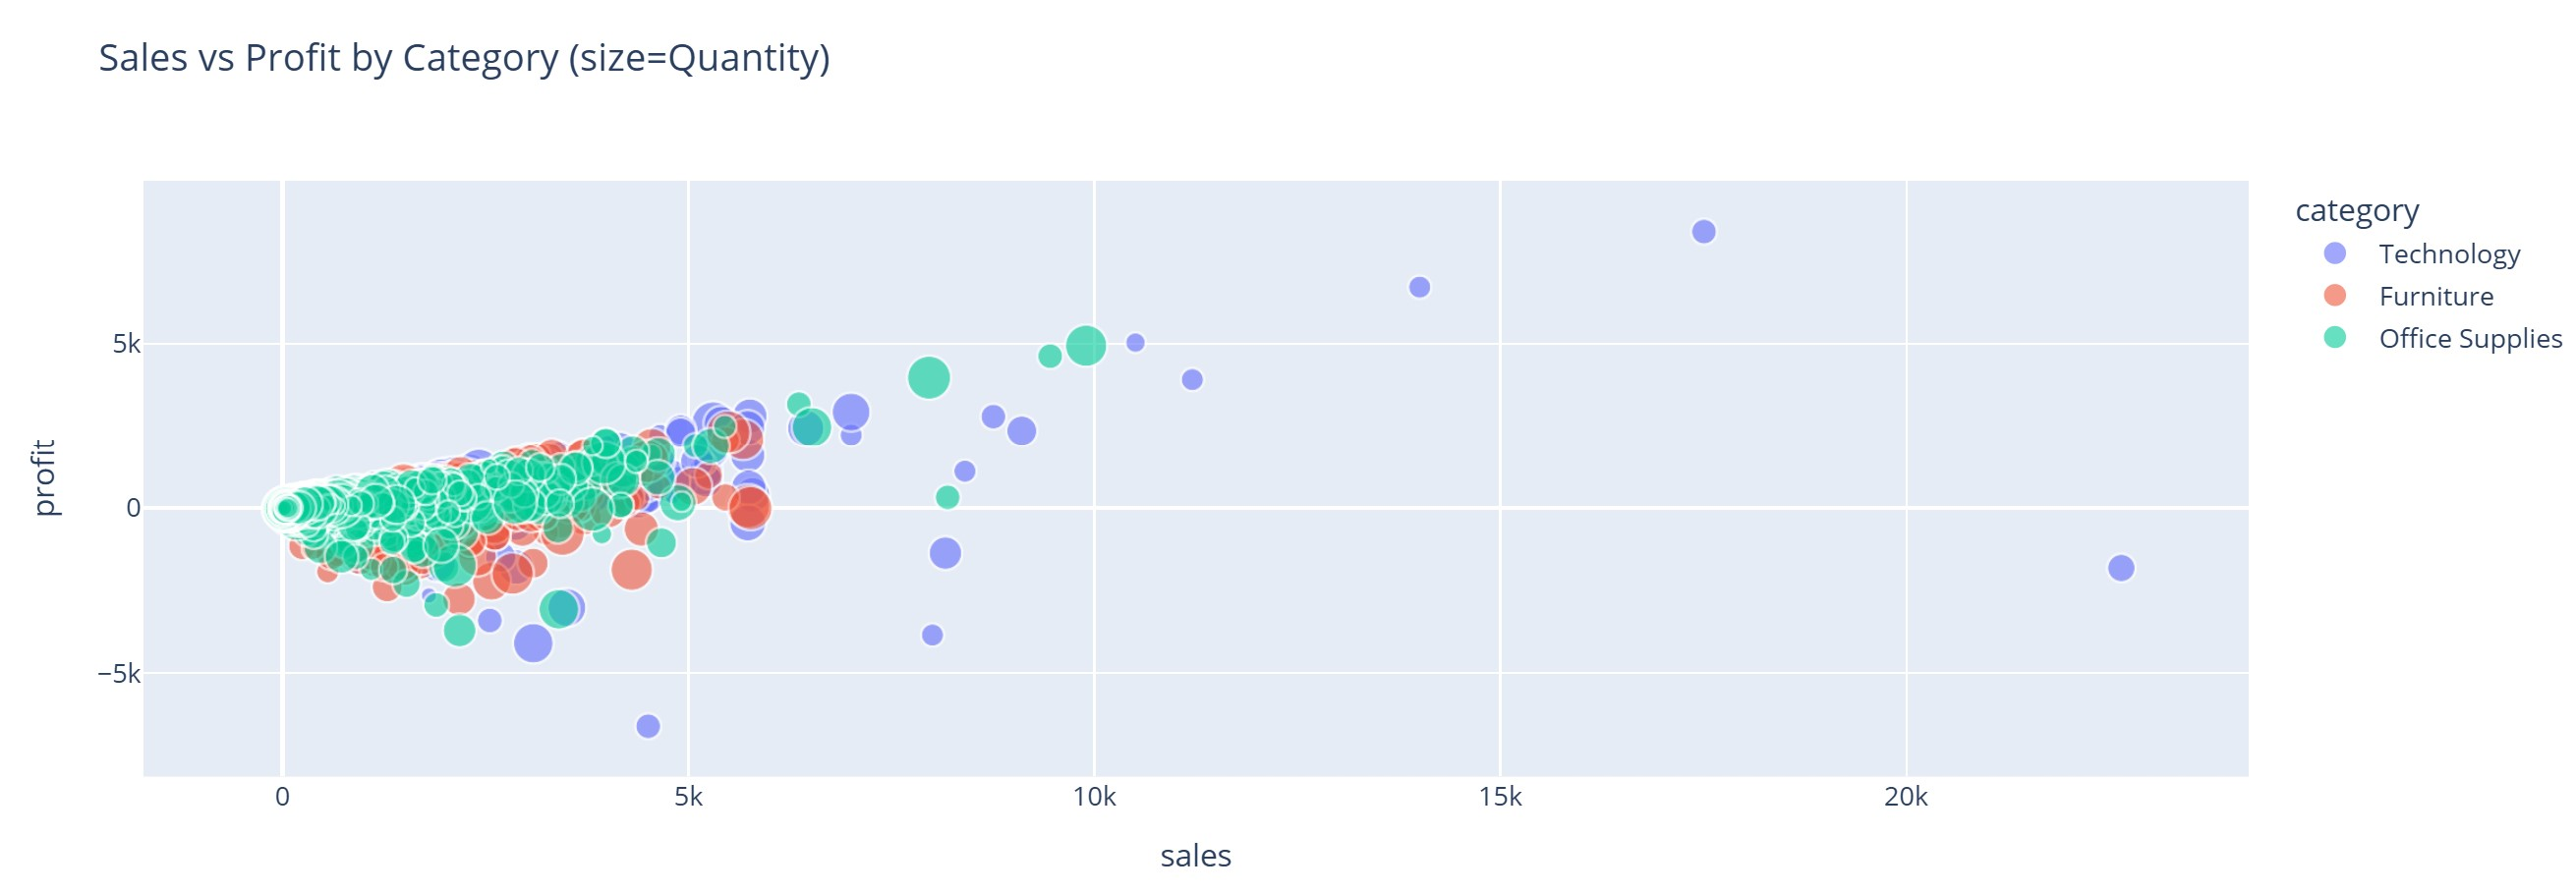 Sales vs Profit by Category (size=Quantity)
category
Technology
Furniture
Office Supplies
profit
5k
0
−5k
0
5k
10k
15k
20k
sales